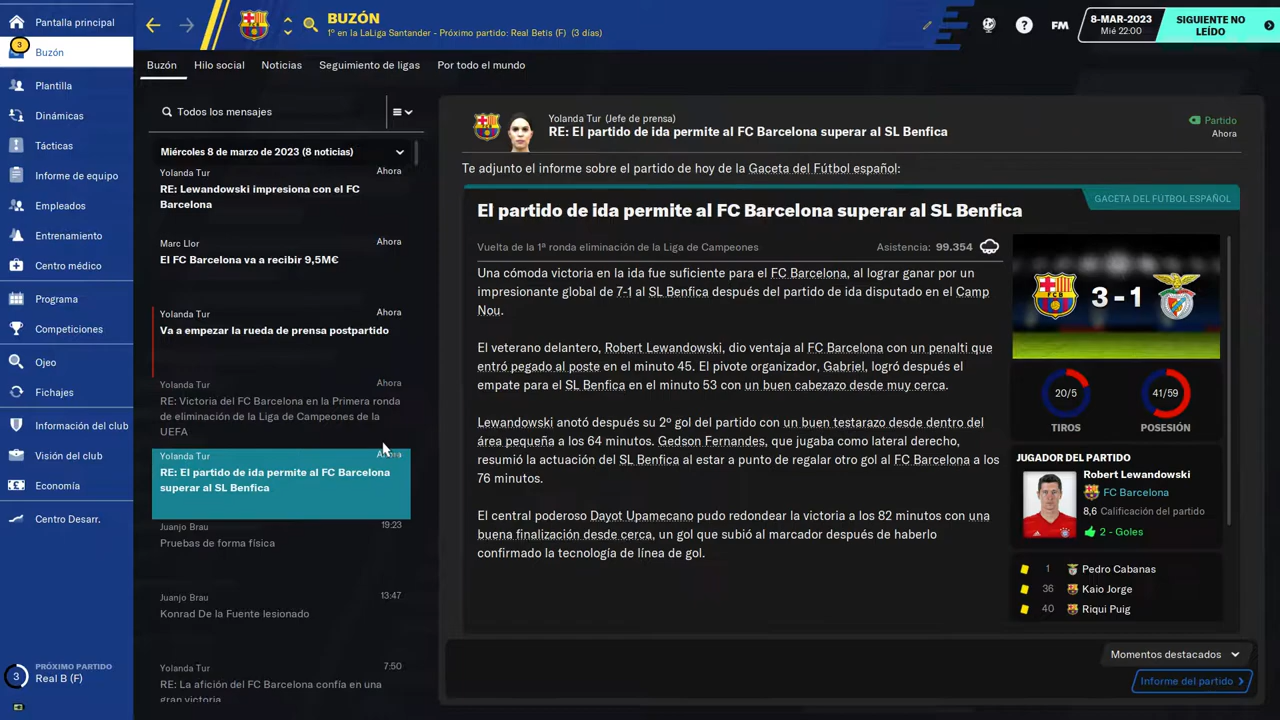 Pantalla principal
3
Buzón
Plantilla
Dinámicas
Tácticas
Informe de equipo
Empleados
Entrenamiento
Centro médico
Programa
Competiciones
Ojeo
Fichajes
Información del club
Visión del club
Economía
Centro Desarr.
3
PRÓXIMO PARTIDO
Real B (F)
BUZÓN
1º en la LaLiga Santander - Próximo partido: Real Betis (F) (3 días)
FM
8-MAR-2023
Mié 22:00
SIGUIENTE NO
LEÍDO
Buzón
Hilo social
Noticias
Seguimiento de ligas
Por todo el mundo
Todos los mensajes
Miércoles 8 de marzo de 2023 (8 noticias)
Yolanda Tur
Ahora
RE: Lewandowski impresiona con el FC
Barcelona
Marc Llor
Ahora
El FC Barcelona va a recibir 9,5M€
Yolanda Tur
Ahora
Va a empezar la rueda de prensa postpartido
Yolanda Tur
Ahora
RE: Victoria del FC Barcelona en la Primera ronda
de eliminación de la Liga de Campeones de la
UEFA
Yolanda Tur
Ahora
RE: El partido de ida permite al FC Barcelona
superar al SL Benfica
Juanjo Brau
19:23
Pruebas de forma física
Juanjo Brau
13:47
Konrad De la Fuente lesionado
Yolanda Tur
7:50
RE: La afición del FC Barcelona confía en una
gran victoria
Yolanda Tur (Jefe de prensa)
RE: El partido de ida permite al FC Barcelona superar al SL Benfica
Partido
Ahora
Te adjunto el informe sobre el partido de hoy de la Gaceta del Fútbol español:
GACETA DEL FÚTBOL ESPAÑOL
El partido de ida permite al FC Barcelona superar al SL Benfica
Vuelta de la 1ª ronda eliminación de la Liga de Campeones
Asistencia: 99.354
Una cómoda victoria en la ida fue suficiente para el FC Barcelona, al lograr ganar por un
impresionante global de 7-1 al SL Benfica después del partido de ida disputado en el Camp
Nou.
El veterano delantero, Robert Lewandowski, dio ventaja al FC Barcelona con un penalti que
entró pegado al poste en el minuto 45. El pivote organizador, Gabriel, logró después el
empate para el SL Benfica en el minuto 53 con un buen cabezazo desde muy cerca.
Lewandowski anotó después su 2º gol del partido con un buen testarazo desde dentro del
área pequeña a los 64 minutos. Gedson Fernandes, que jugaba como lateral derecho,
resumió la actuación del SL Benfica al estar a punto de regalar otro gol al FC Barcelona a los
76 minutos.
El central poderoso Dayot Upamecano pudo redondear la victoria a los 82 minutos con una
buena finalización desde cerca, un gol que subió al marcador después de haberlo
confirmado la tecnología de línea de gol.
3 - 1
20/5
TIROS
41/59
POSESIÓN
JUGADOR DEL PARTIDO
Robert Lewandowski
FC Barcelona
8,6 Calificación del partido
2 - Goles
1 Pedro Cabanas
36 Kaio Jorge
40 Riqui Puig
Momentos destacados
Informe del partido